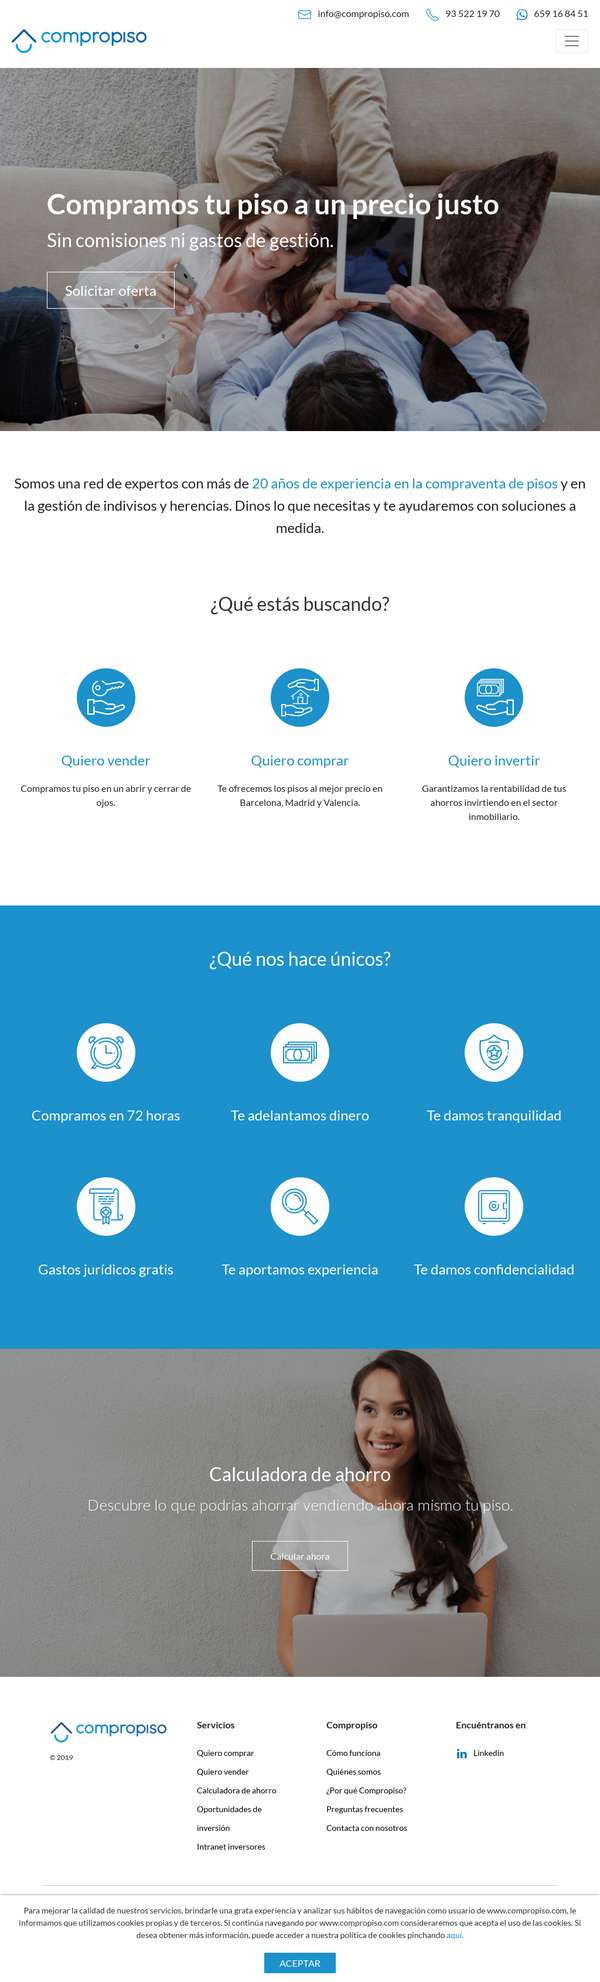 info@compropiso.com 93 522 19 70 659 16 84 51
compropiso
Compramos tu piso a un precio justo
Sin comisiones ni gastos de gestión.
Solicitar oferta
Somos una red de expertos con más de 20 años de experiencia en la compraventa de pisos y en
la gestión de indivisos y herencias. Dinos lo que necesitas y te ayudaremos con soluciones a
medida.
¿Qué estás buscando?
Quiero vender
Compramos tu piso en un abrir y cerrar de
ojos.
Quiero comprar
Te ofrecemos los pisos al mejor precio en
Barcelona, Madrid y Valencia.
Quiero invertir
Garantizamos la rentabilidad de tus
ahorros invirtiendo en el sector
inmobiliario.
¿Qué nos hace únicos?
Compramos en 72 horas
Te adelantamos dinero
Te damos tranquilidad
Gastos jurídicos gratis
Te aportamos experiencia
Te damos confidencialidad
Calculadora de ahorro
Descubre lo que podrías ahorrar vendiendo ahora mismo tu piso.
Calcular ahora
compropiso
© 2019
Servicios
Quiero comprar
Quiero vender
Calculadora de ahorro
Oportunidades de
inversión
Intranet inversores
Compropiso
Cómo funciona
Quiénes somos
¿Por qué Compropiso?
Preguntas frecuentes
Contacta con nosotros
Encuéntranos en
Linkedin
Para mejorar la calidad de nuestros servicios, brindarle una grata experiencia y analizar sus hábitos de navegación como usuario de www.compropiso.com, le
informamos que utilizamos cookies propias y de terceros. Si continúa navegando por www.compropiso.com consideraremos que acepta el uso de las cookies. Si
desea obtener más información, puede acceder a nuestra política de cookies pinchando aquí.
ACEPTAR